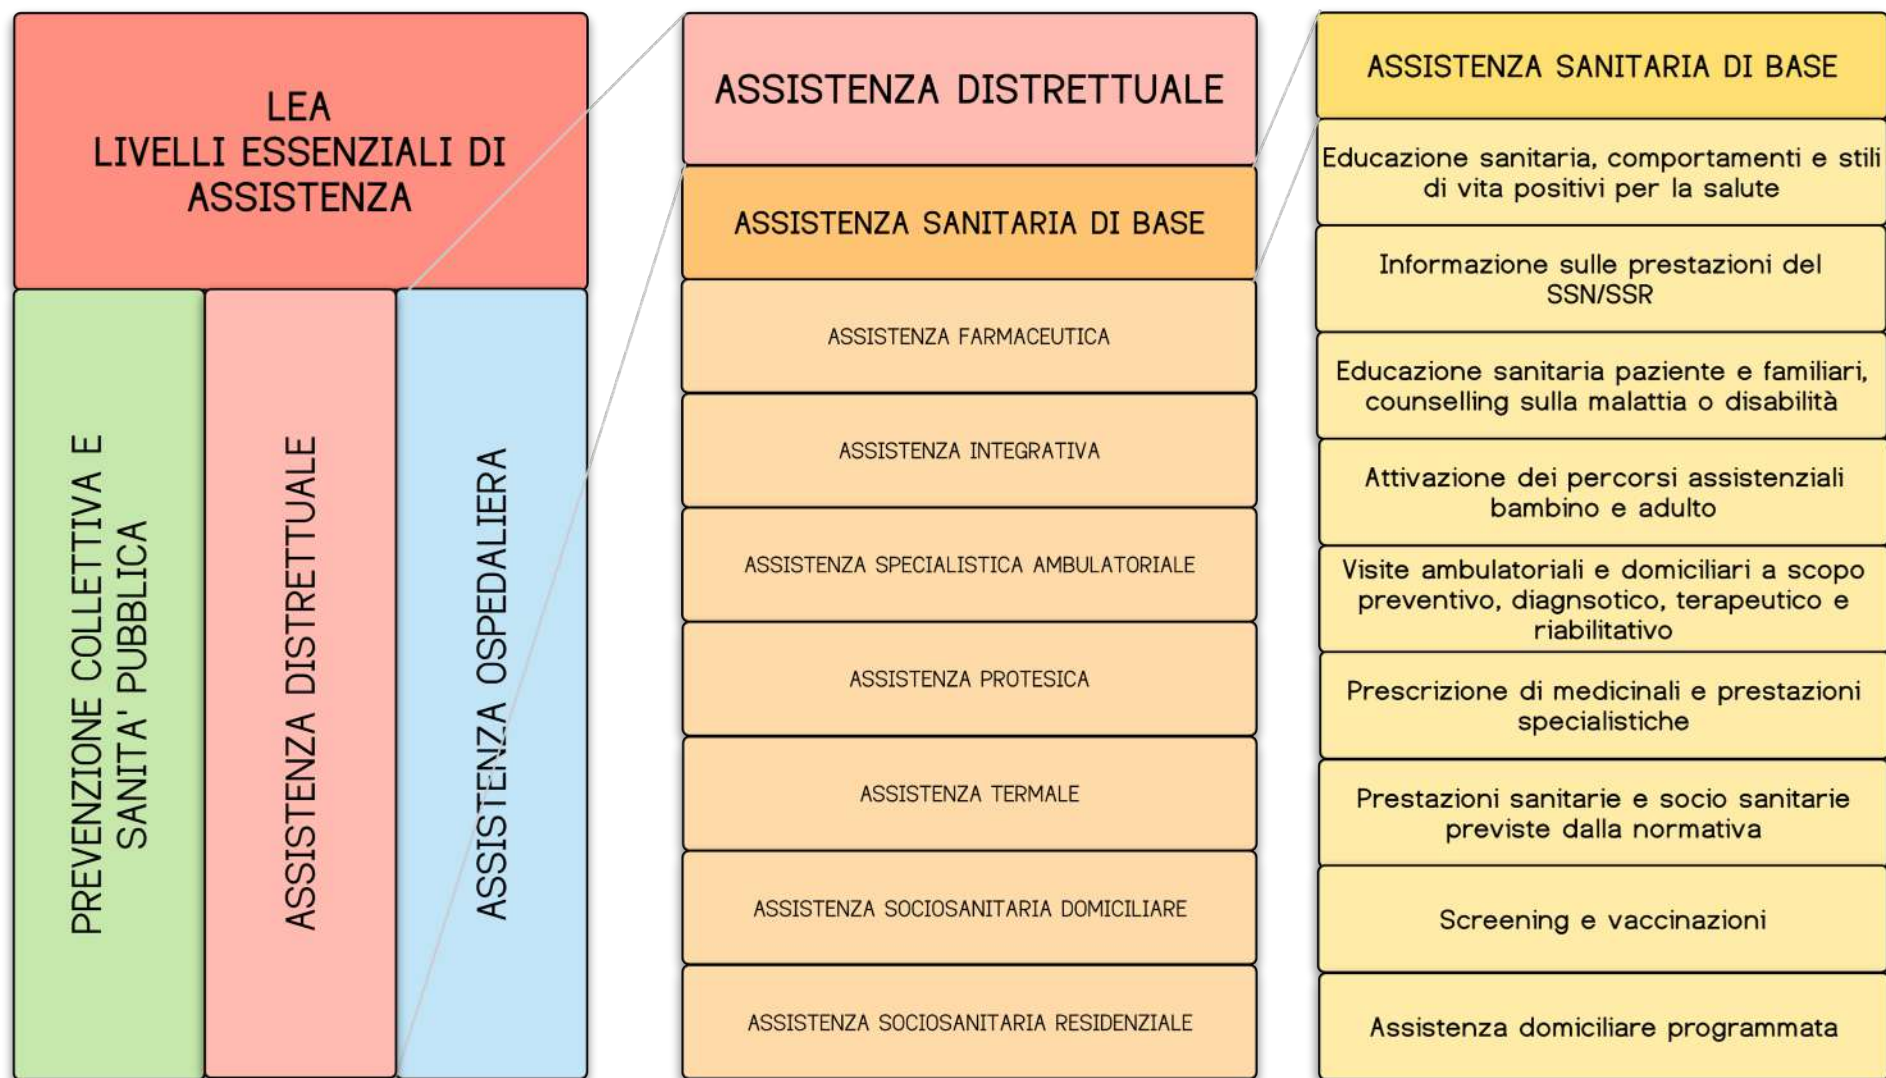 LEA
LIVELLI ESSENZIALI DI
ASSISTENZA
PREVENZIONE COLLETTIVA E
SANITA' PUBBLICA
ASSISTENZA DISTRETTUALE
ASSISTENZA OSPEDALIERA
ASSISTENZA DISTRETTUALE
ASSISTENZA SANITARIA DI BASE
ASSISTENZA FARMACEUTICA
ASSISTENZA INTEGRATIVA
ASSISTENZA SPECIALISTICA AMBULATORIALE
ASSISTENZA PROTESICA
ASSISTENZA TERMALE
ASSISTENZA SOCIOSANITARIA DOMICILIARE
ASSISTENZA SOCIOSANITARIA RESIDENZIALE
ASSISTENZA SANITARIA DI BASE
Educazione sanitaria, comportamenti e stili
di vita positivi per la salute
Informazione sulle prestazioni del
SSN/SSR
Educazione sanitaria paziente e familiari,
counselling sulla malattia o disabilità
Attivazione dei percorsi assistenziali
bambino e adulto
Visite ambulatoriali e domiciliari a scopo
preventivo, diagnsotico, terapeutico e
riabilitativo
Prescrizione di medicinali e prestazioni
specialistiche
Prestazioni sanitarie e socio sanitarie
previste dalla normativa
Screening e vaccinazioni
Assistenza domiciliare programmata